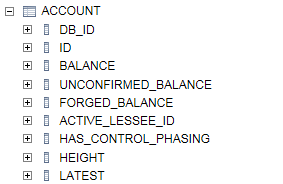 ACCOUNT
DB_ID
ID
BALANCE
UNCONFIRMED_BALANCE
FORGED_BALANCE
ACTIVE_LESSEE_ID
HAS_CONTROL_PHASING
HEIGHT
LATEST